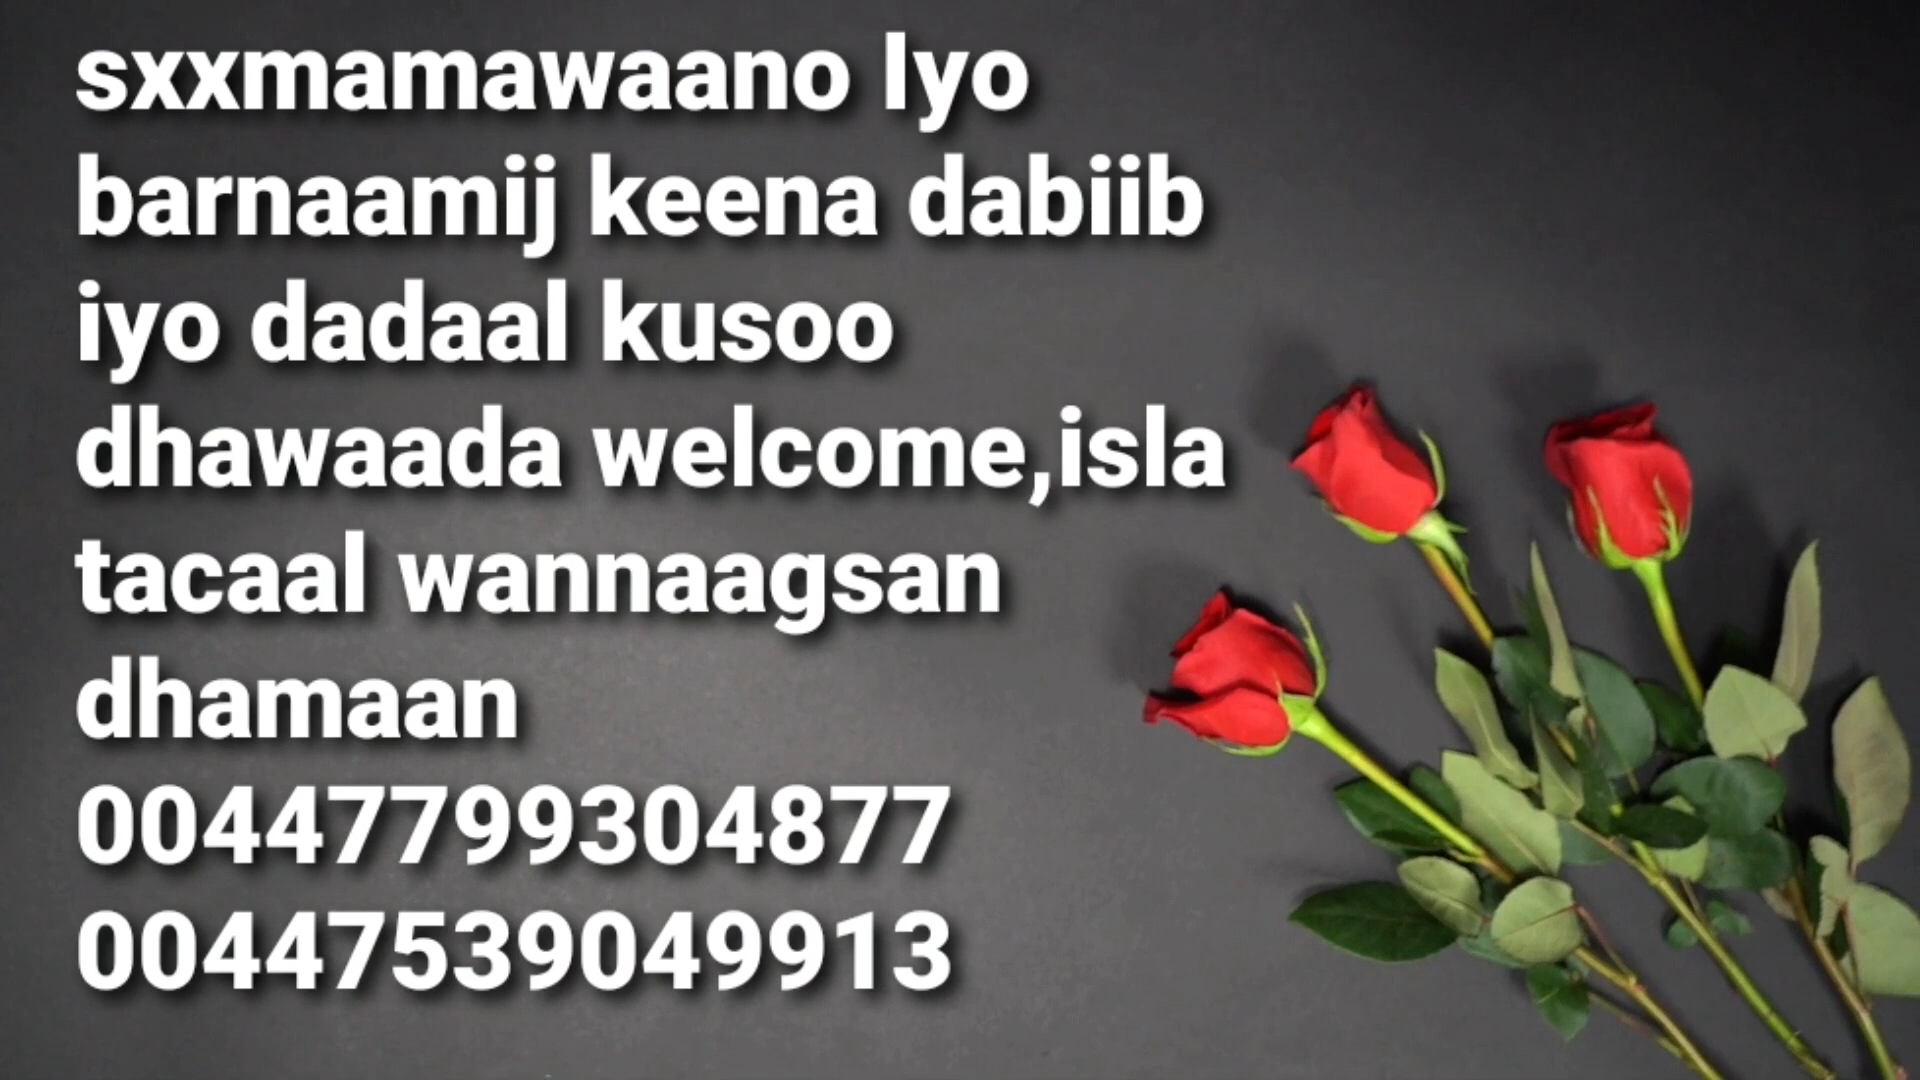 sxxmamawaano Iyo
barnaamij keena dabiib
iyo dadaal kusoo
dhawaada welcome,isla
tacaal wannaagsan
dhamaan
00447799304877
00447539049913